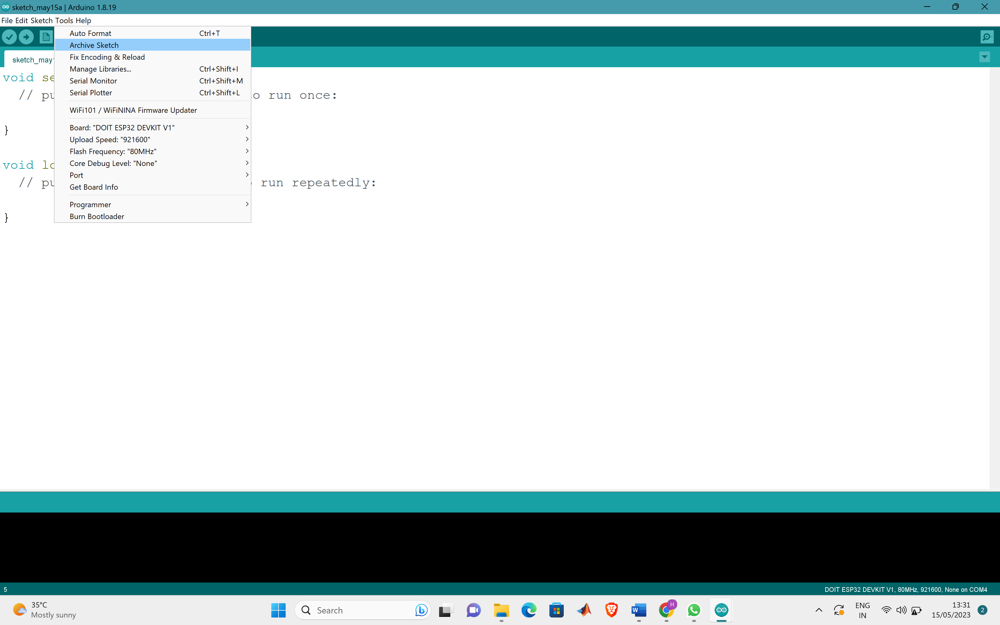 sketch_may15a | Arduino 1.8.19
File Edit Sketch Tools Help
Auto Format Ctrl+T
Archive Sketch
Fix Encoding & Reload
Manage Libraries... Ctrl+Shift+I
Serial Monitor Ctrl+Shift+M
Serial Plotter Ctrl+Shift+L
WiFi101 / WiFiNINA Firmware Updater
Board: "DOIT ESP32 DEVKIT V1"
Upload Speed: "921600"
Flash Frequency: "80MHz"
Core Debug Level: "None"
Port
Get Board Info
Programmer
Burn Bootloader
sketch_may
void se
// pu o run once:
}
void lo
// pu run repeatedly:
}
5
DOIT ESP32 DEVKIT V1, 80MHz, 921600, None on COM4
35°C
Mostly sunny
Search
H
ENG
IN
13:31
15/05/2023
2